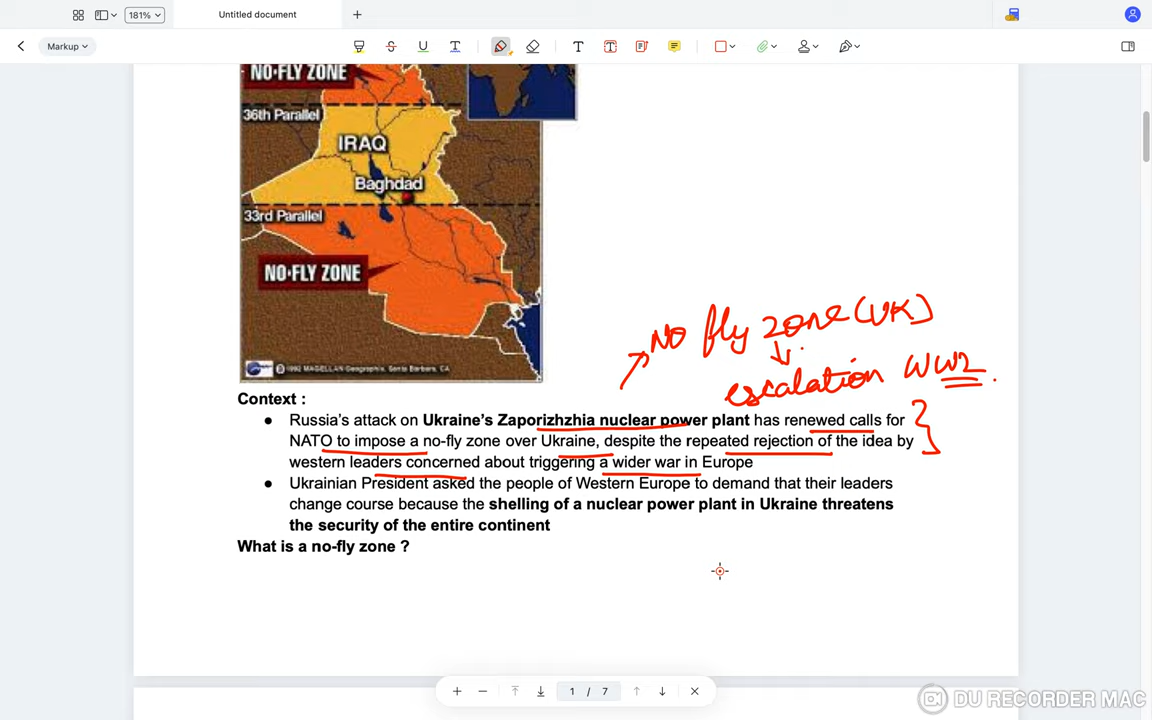 181%
Untitled document
Markup
NO-FLY ZONE
36th Parallel
IRAQ
Baghdad
33rd Parallel
NO-FLY ZONE
© 1992 MAGELLAN Geographix, Santa Barbara, CA
No fly zone (UK)
escalation WW2.
Context :
● Russia's attack on Ukraine's Zaporizhzhia nuclear power plant has renewed calls for
NATO to impose a no-fly zone over Ukraine, despite the repeated rejection of the idea by
western leaders concerned about triggering a wider war in Europe
● Ukrainian President asked the people of Western Europe to demand that their leaders
change course because the shelling of a nuclear power plant in Ukraine threatens
the security of the entire continent
What is a no-fly zone ?
1 / 7
DU RECORDER MAC